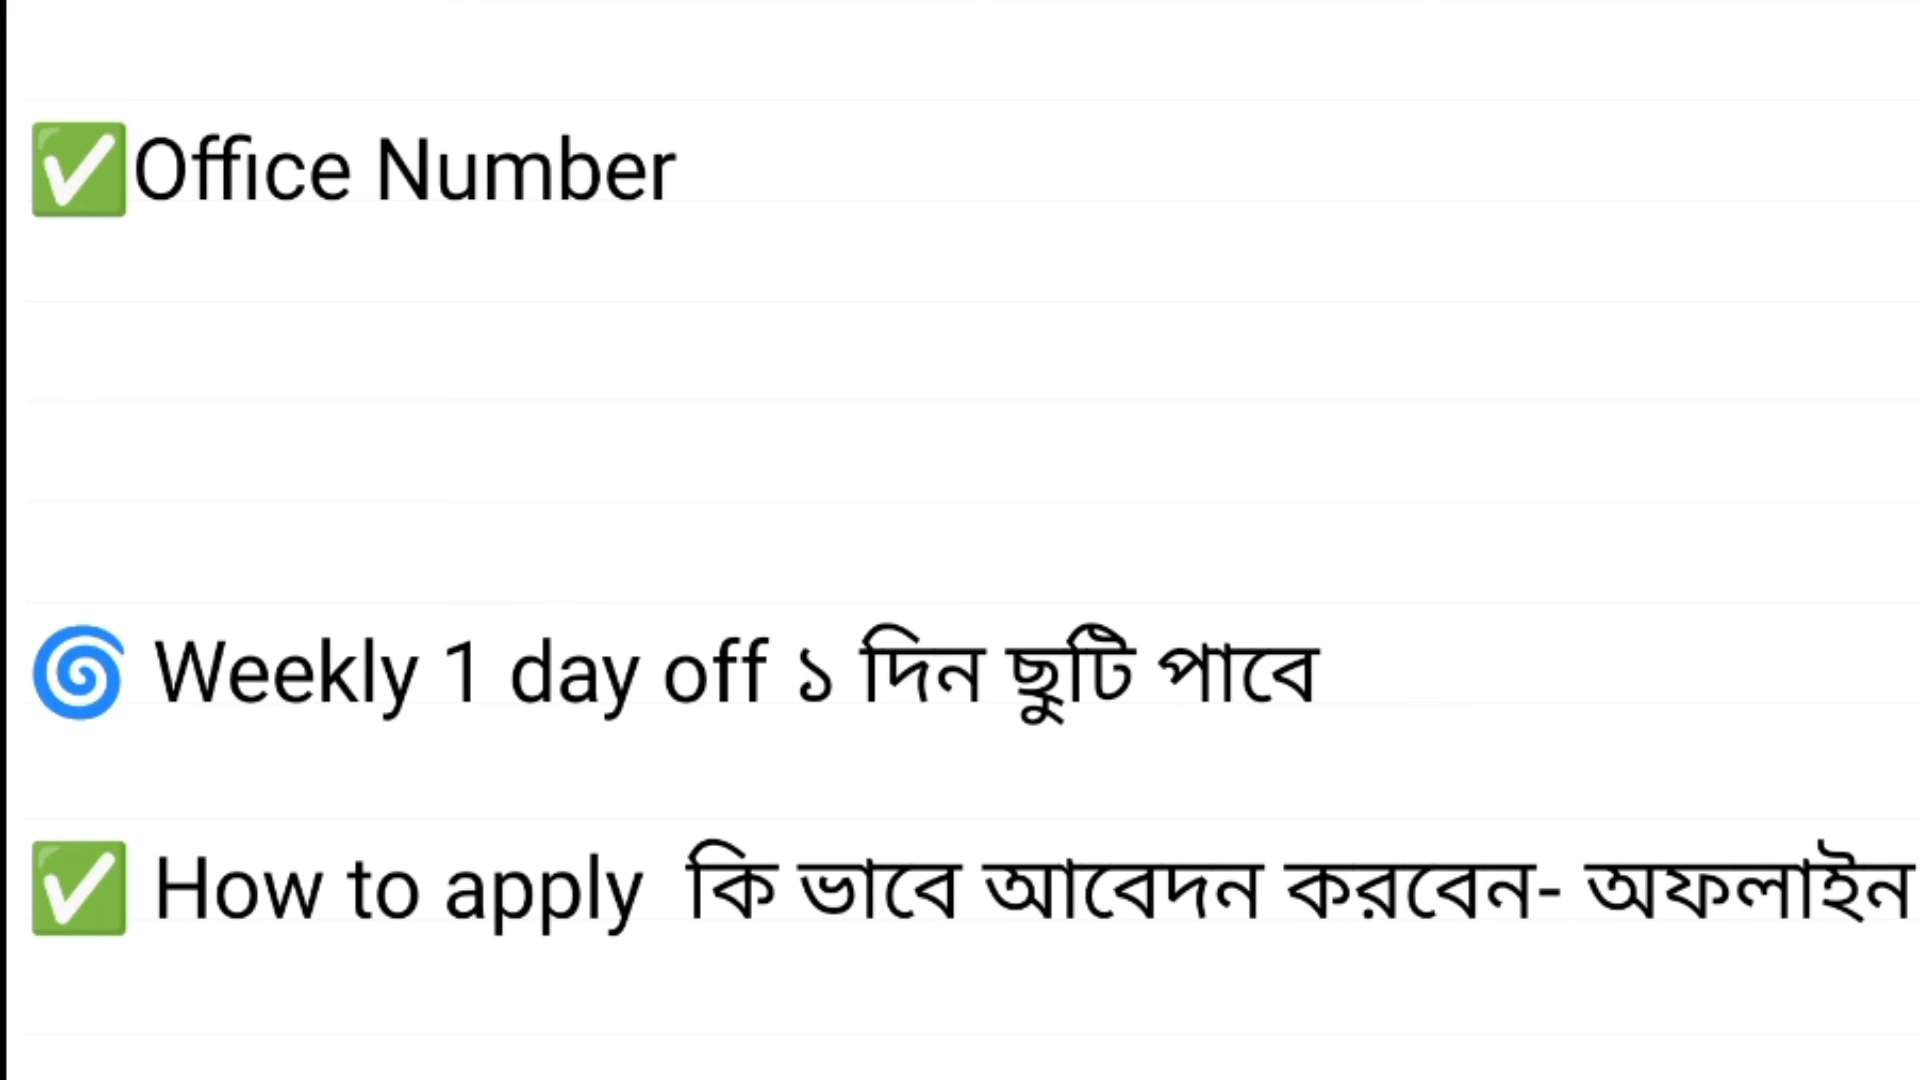 ✅Office Number
🌀 Weekly 1 day off ১ দিন ছুটি পাবে
✅ How to apply কি ভাবে আবেদন করবেন- অফলাইন